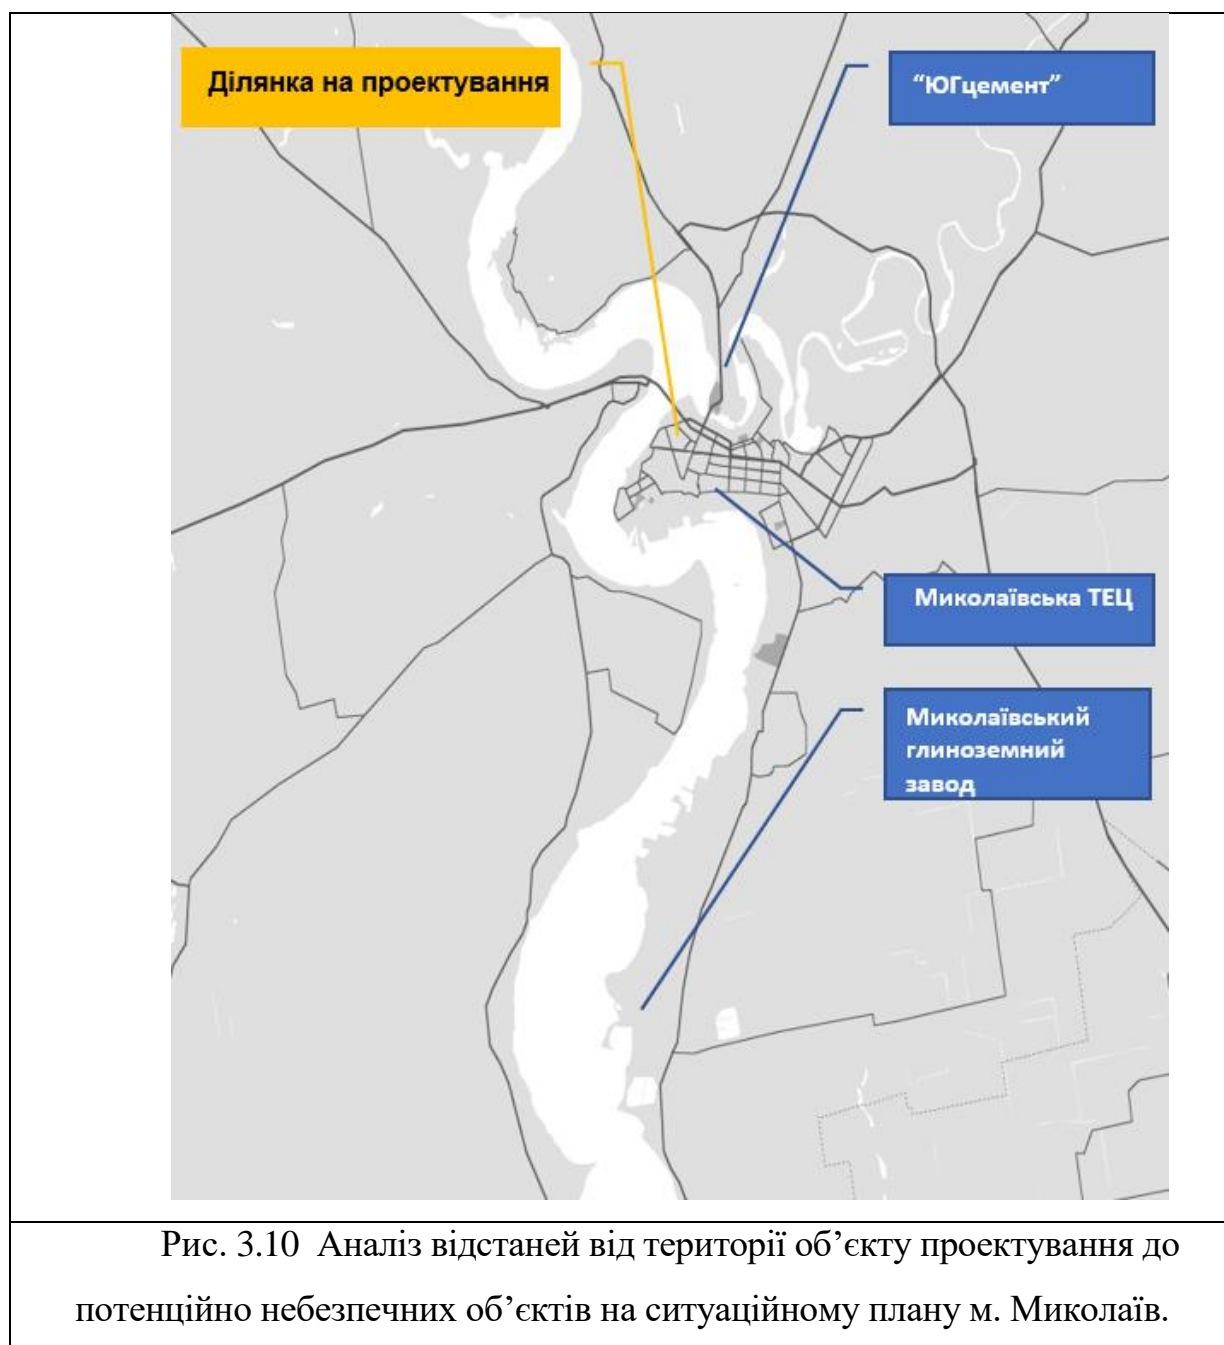 Ділянка на проектування
“ЮГцемент”
Миколаївська ТЕЦ
Миколаївський
глиноземний
завод
Рис. 3.10 Аналіз відстаней від території об’єкту проектування до
потенційно небезпечних об’єктів на ситуаційному плану м. Миколаїв.